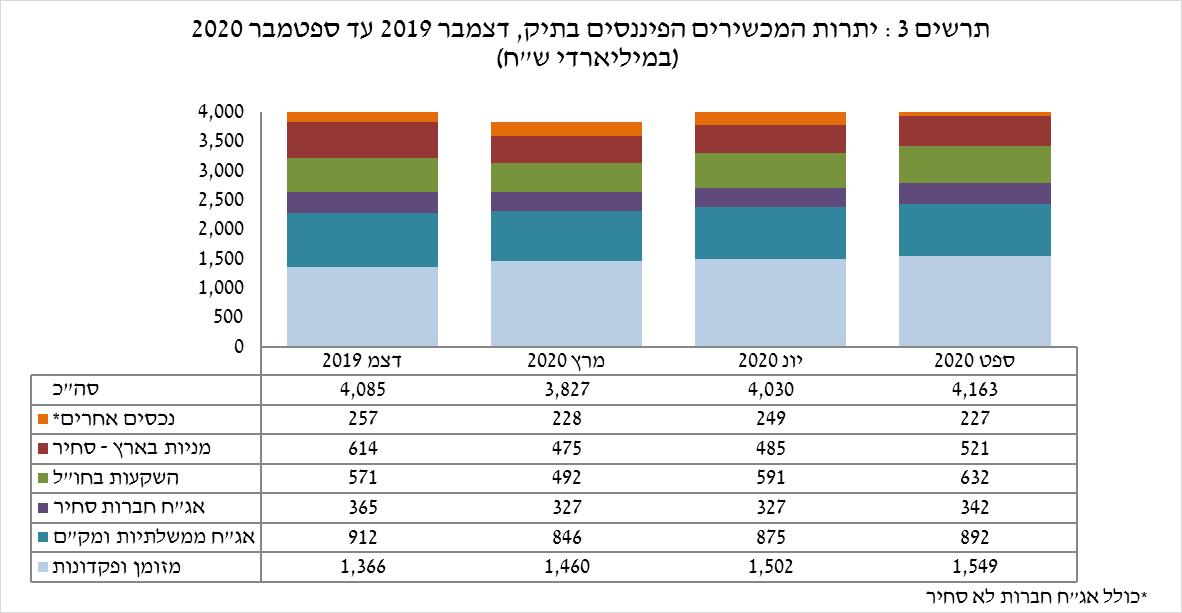 תרשים 3 : יתרות המכשירים הפיננסים בתיק, דצמבר 2019 עד ספטמבר 2020
(במיליארדי ש"ח)
4,000
3,500
3,000
2,500
2,000
1,500
1,000
500
0
דצמ 2019 מרץ 2020 יונ 2020 ספט 2020
סה"כ 4,085 3,827 4,030 4,163
נכסים אחרים* 257 228 249 227
מניות בארץ - סחיר 614 475 485 521
השקעות בחו"ל 571 492 591 632
אג"ח חברות סחיר 365 327 327 342
אג"ח ממשלתיות ומק"ם 912 846 875 892
מזומן ופקדונות 1,366 1,460 1,502 1,549
*כולל אג"ח חברות לא סחיר